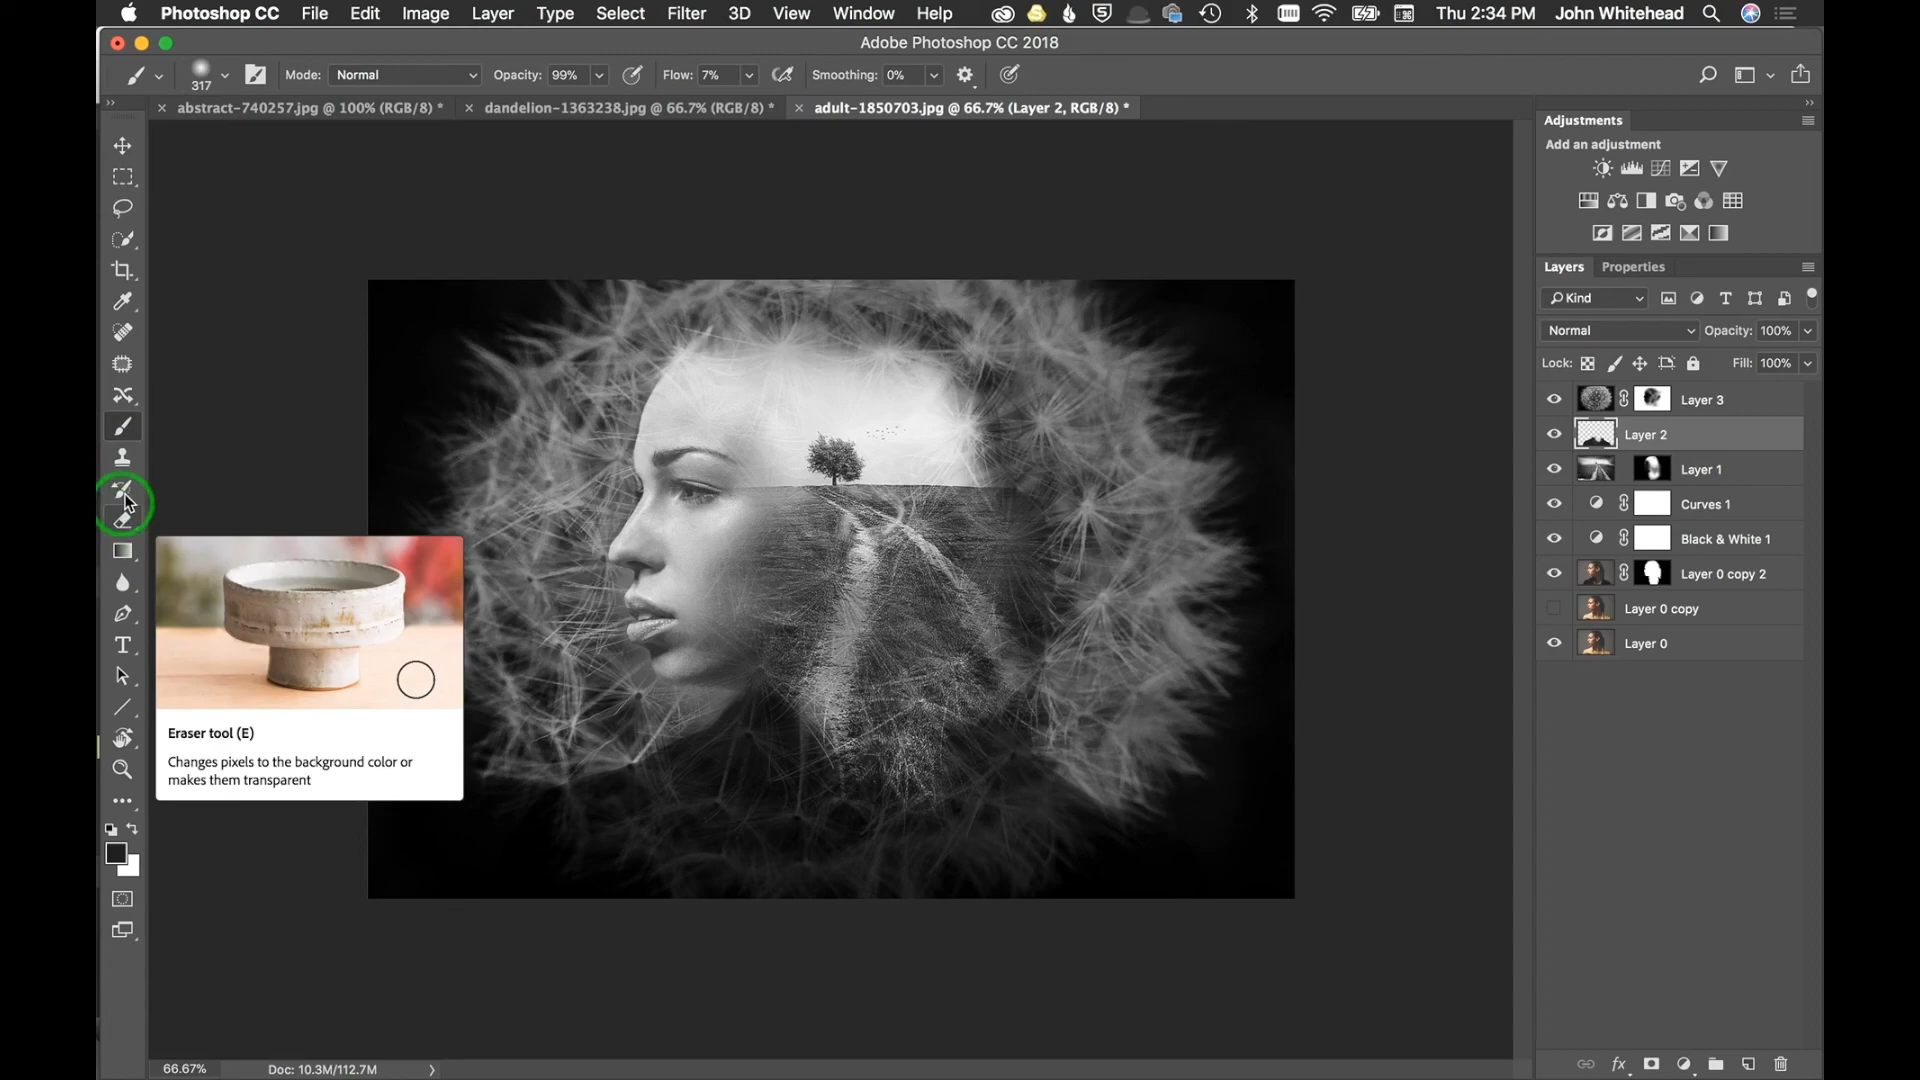 Photoshop CC File Edit Image Layer Type Select Filter 3D View Window Help Thu 2:34 PM John Whitehead
Adobe Photoshop CC 2018
317 Mode: Normal Opacity: 99% Flow: 7% Smoothing: 0%
abstract-740257.jpg @ 100% (RGB/8) * dandelion-1363238.jpg @ 66.7% (RGB/8) * adult-1850703.jpg @ 66.7% (Layer 2, RGB/8) *
Adjustments
Add an adjustment
Layers Properties
Kind
Normal Opacity: 100%
Lock: Fill: 100%
Layer 3
Layer 2
Layer 1
Curves 1
Black & White 1
Layer 0 copy 2
Layer 0 copy
Layer 0
Eraser tool (E)
Changes pixels to the background color or
makes them transparent
66.67% Doc: 10.3M/112.7M